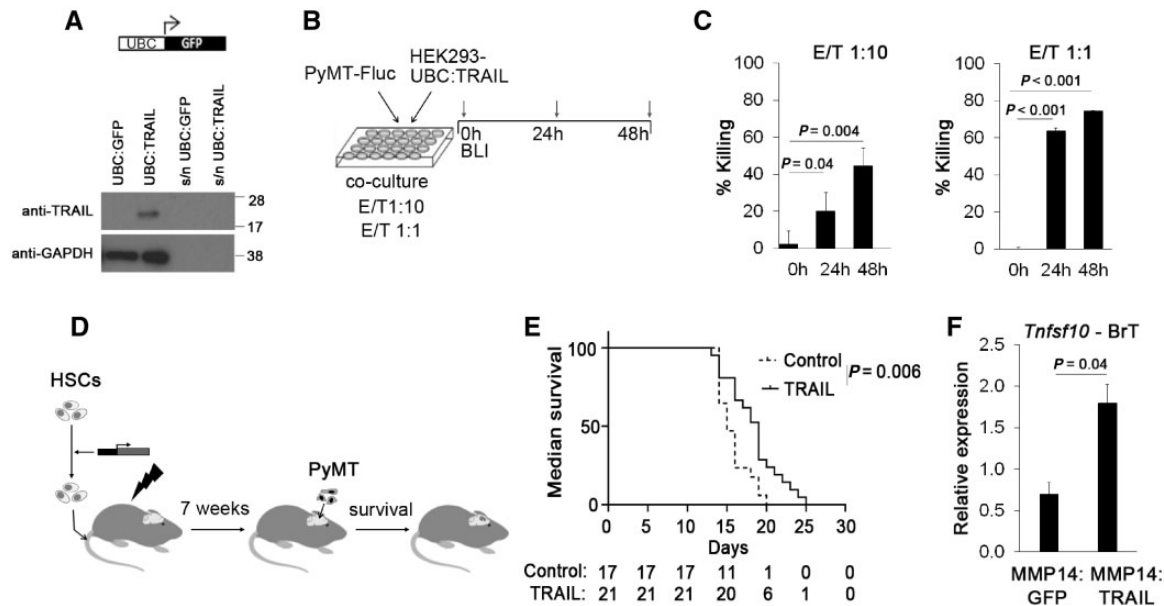 A
UBC GFP
UBC:GFP
UBC:TRAIL
s/n UBC:GFP
s/n UBC:TRAIL
anti-TRAIL
28
17
anti-GAPDH
38
B
PyMT-Fluc
HEK293-
UBC:TRAIL
0h 24h 48h
BLI
co-culture
E/T1:10
E/T 1:1
C
E/T 1:10
% Killing
100
80
60
40
20
0
P = 0.004
P = 0.04
0h 24h 48h
E/T 1:1
% Killing
100
80
60
40
20
0
P < 0.001
P < 0.001
0h 24h 48h
D
HSCs
7 weeks
PyMT
survival
E
Median survival
100
50
0
Control
TRAIL
P = 0.006
0 5 10 15 20 25 30
Days
Control: 17 17 17 11 1 0 0
TRAIL: 21 21 21 20 6 1 0
F
Tnfsf10 - BrT
Relative expression
2.5
2.0
1.5
1.0
0.5
0.0
P = 0.04
MMP14: MMP14:
GFP TRAIL